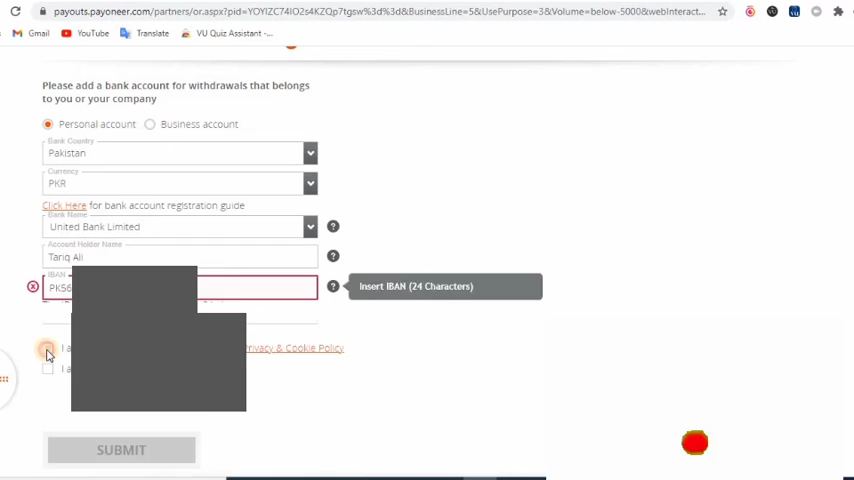 payouts.payoneer.com/partners/or.aspx?pid=YOYIZC74IO2s4KZQp7tgsw%3d%3d&BusinessLine=5&UsePurpose=3&Volume=below-5000&webInteract...
Gmail YouTube Translate VU Quiz Assistant -...
Please add a bank account for withdrawals that belongs
to you or your company
Personal account Business account
Bank Country
Pakistan
Currency
PKR
Click Here for bank account registration guide
Bank Name
United Bank Limited
Account Holder Name
Tariq Ali
IBAN
PK56
Insert IBAN (24 Characters)
I a
Privacy & Cookie Policy
I a
SUBMIT